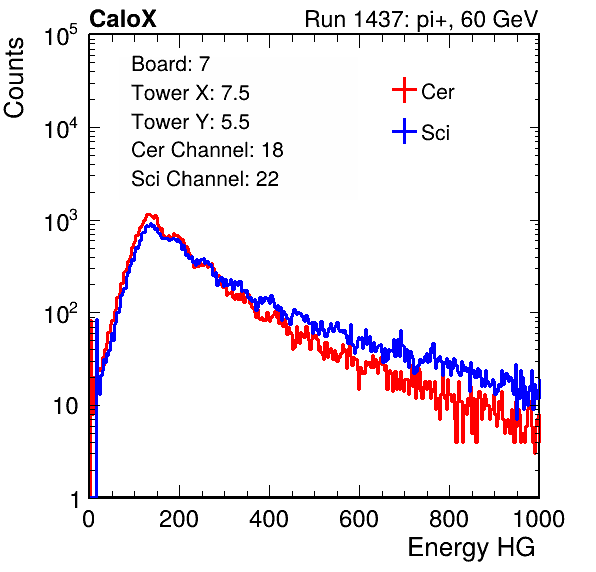 CaloX Run 1437: pi+, 60 GeV
Counts
10^5
10^4
10^3
10^2
10
1
Board: 7
Tower X: 7.5
Tower Y: 5.5
Cer Channel: 18
Sci Channel: 22
Cer
Sci
0 200 400 600 800 1000
Energy HG